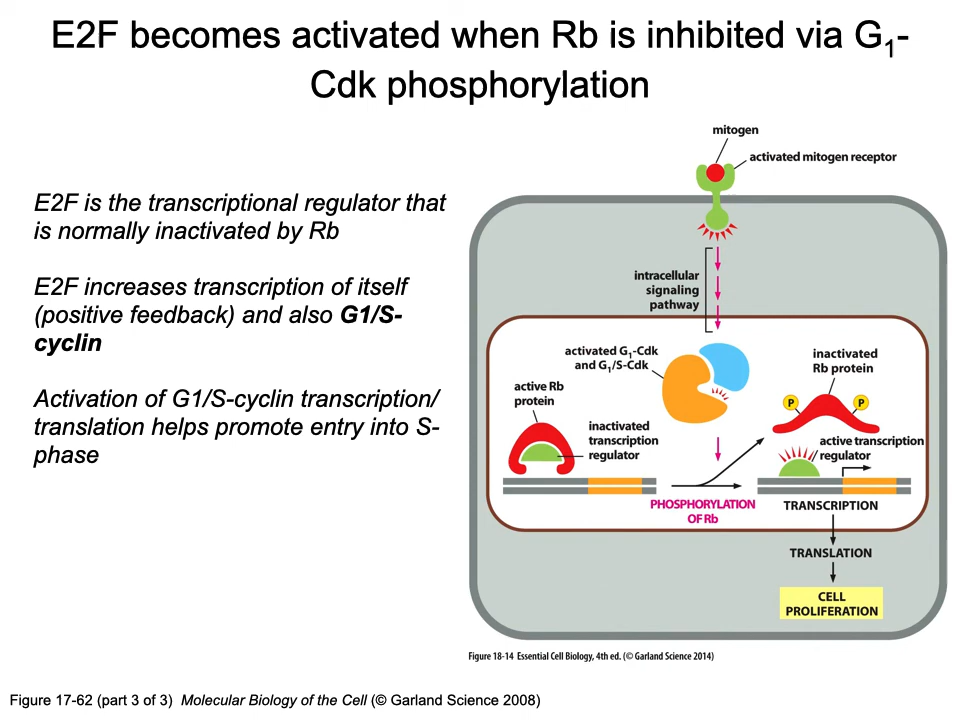 E2F becomes activated when Rb is inhibited via G1-
Cdk phosphorylation
E2F is the transcriptional regulator that
is normally inactivated by Rb
E2F increases transcription of itself
(positive feedback) and also G1/S-
cyclin
Activation of G1/S-cyclin transcription/
translation helps promote entry into S-
phase
mitogen
activated mitogen receptor
intracellular
signaling
pathway
activated G1-Cdk
and G1/S-Cdk
active Rb
protein
inactivated
transcription
regulator
inactivated
Rb protein
P
P
active transcription
regulator
PHOSPHORYLATION
OF Rb
TRANSCRIPTION
TRANSLATION
CELL
PROLIFERATION
Figure 18-14 Essential Cell Biology, 4th ed. (© Garland Science 2014)
Figure 17-62 (part 3 of 3) Molecular Biology of the Cell (© Garland Science 2008)